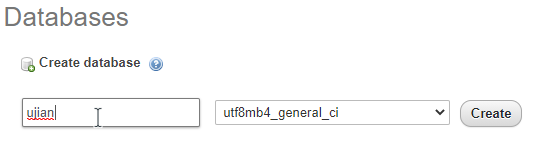 Databases
Create database
ujian
utf8mb4_general_ci
Create